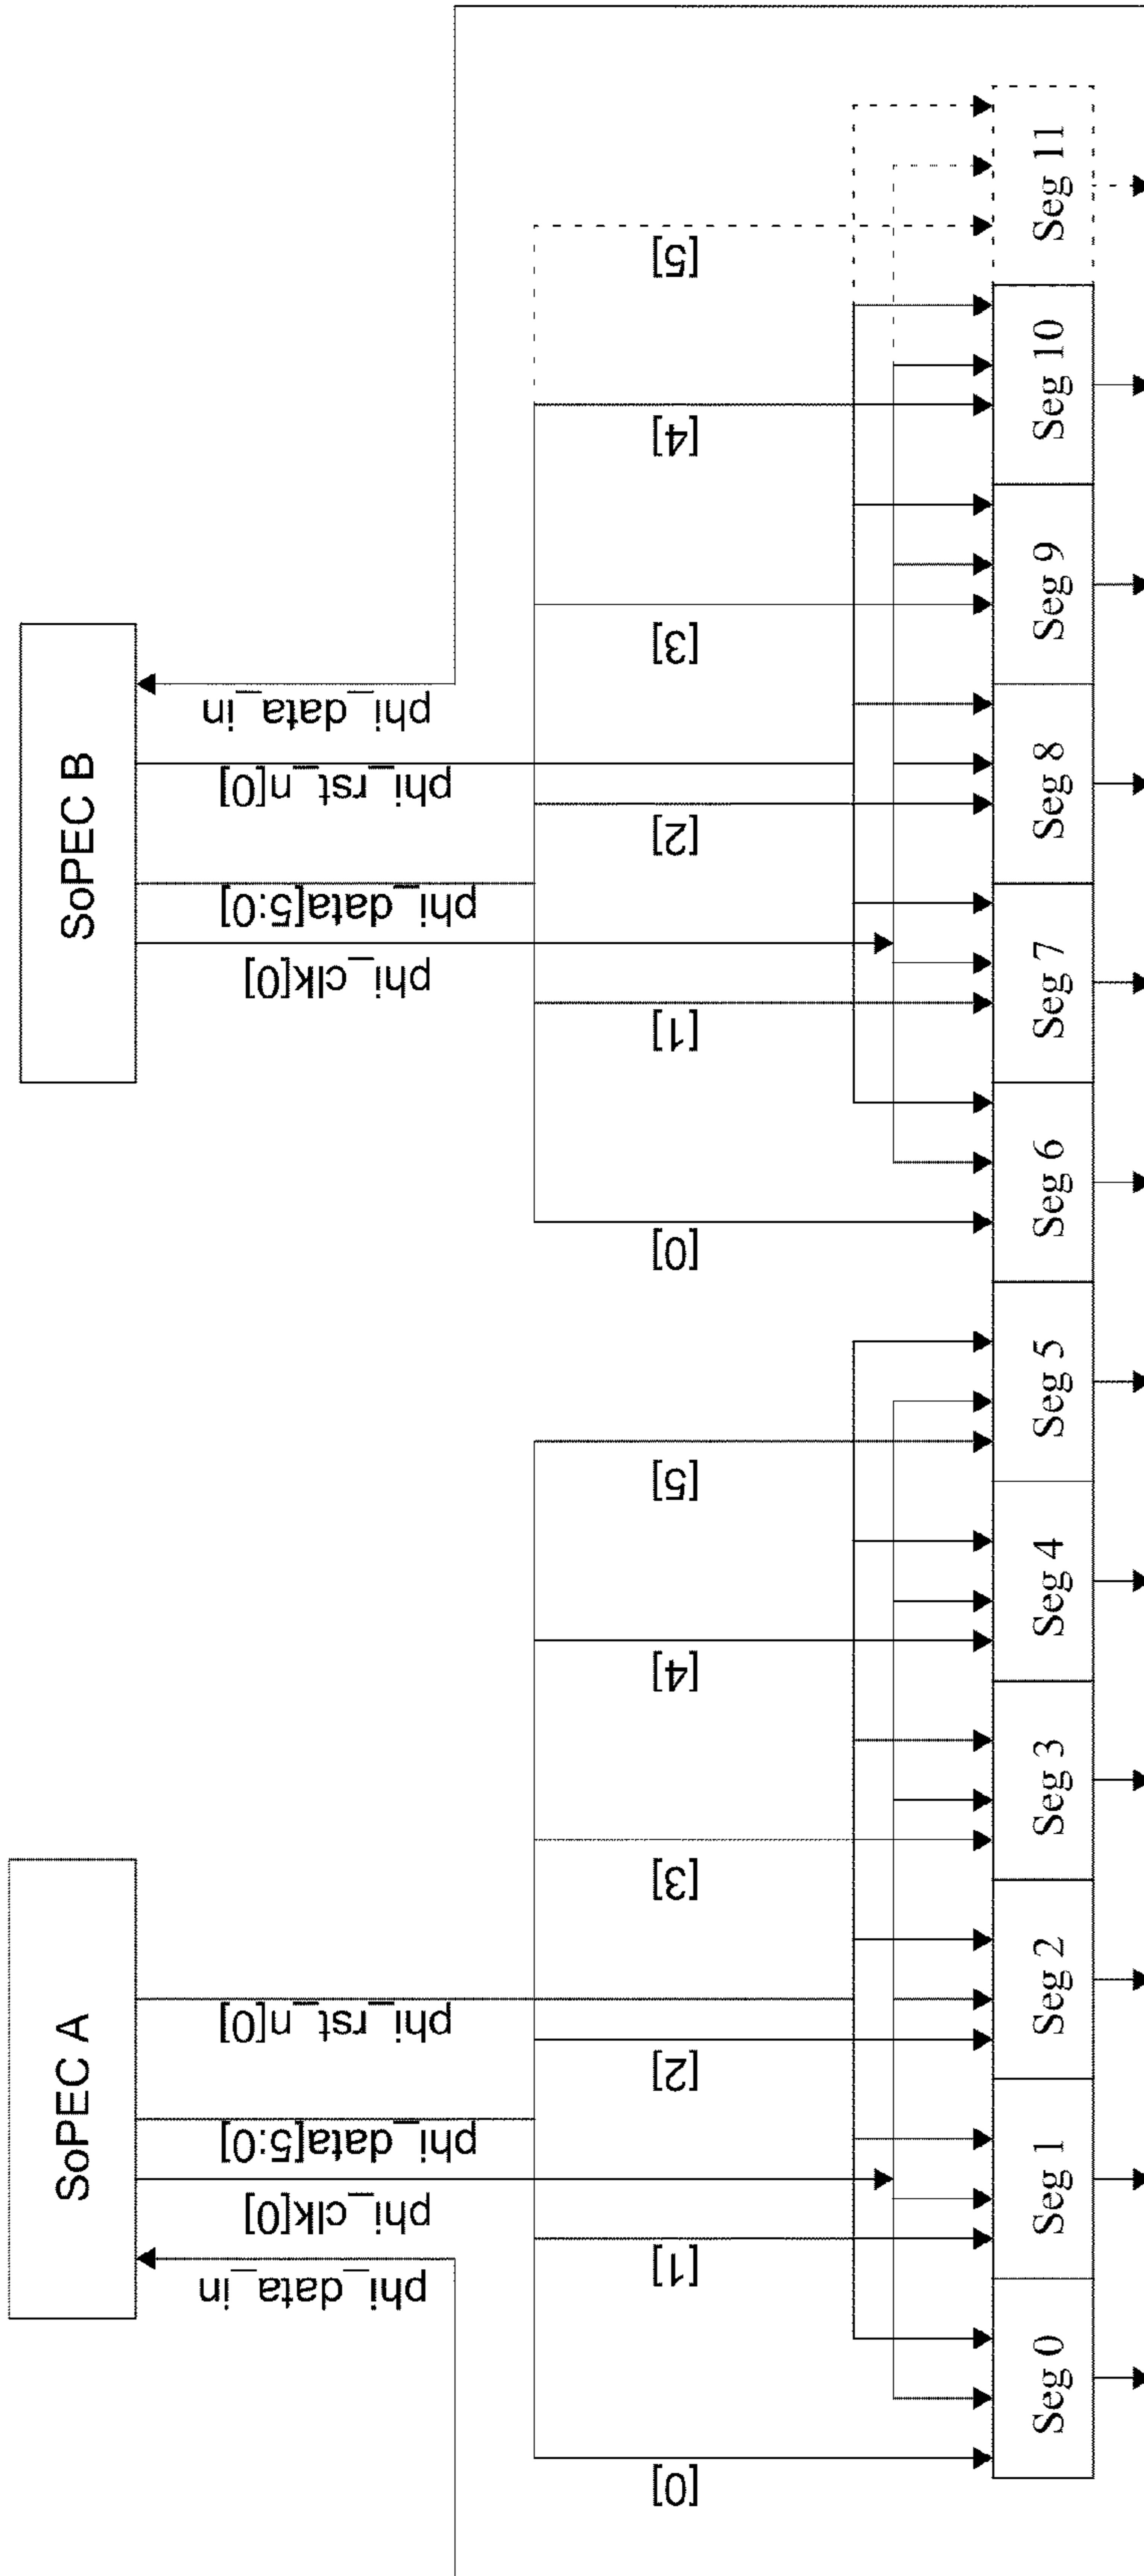 SoPEC A
SoPEC B
phi_data_in
phi_clk[0]
phi_data[5:0]
phi_rst_n[0]
phi_clk[0]
phi_data[5:0]
phi_rst_n[0]
phi_data_in
[0]
[1]
[2]
[3]
[4]
[5]
[0]
[1]
[2]
[3]
[4]
[5]
Seg 0
Seg 1
Seg 2
Seg 3
Seg 4
Seg 5
Seg 6
Seg 7
Seg 8
Seg 9
Seg 10
Seg 11